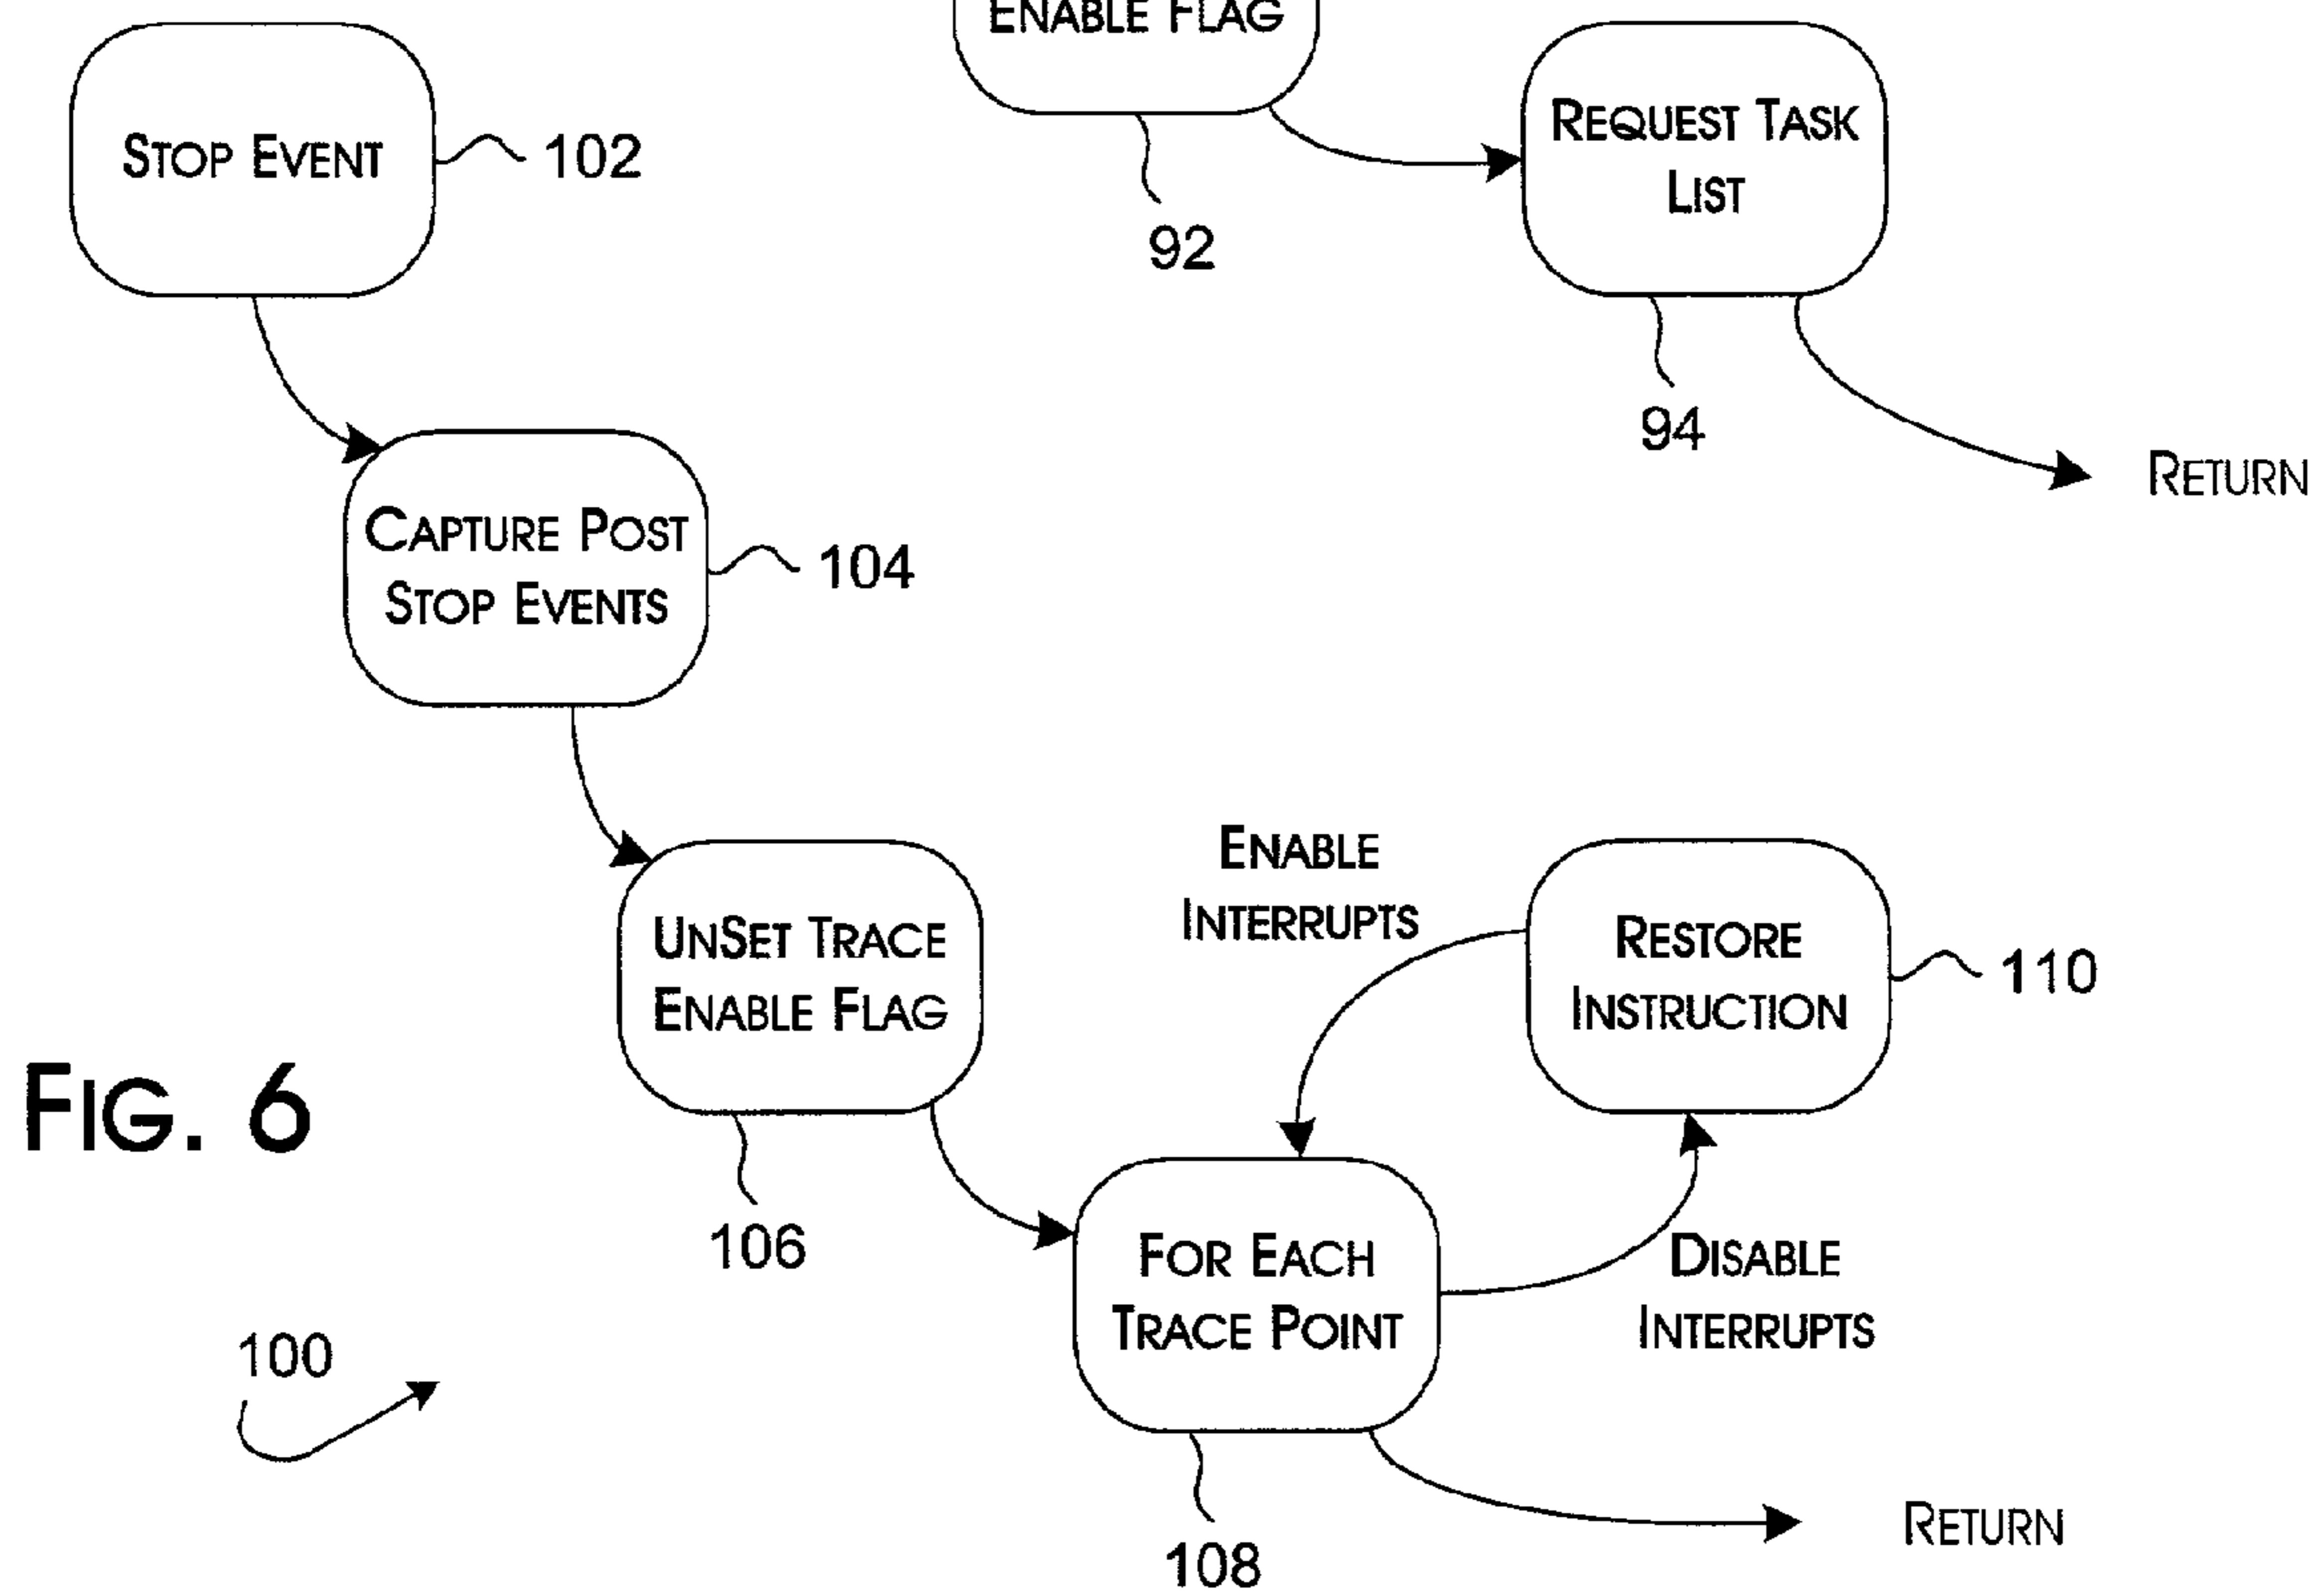 ENABLE FLAG
92
REQUEST TASK
LIST
94
RETURN
STOP EVENT
102
CAPTURE POST
STOP EVENTS
104
UNSET TRACE
ENABLE FLAG
106
ENABLE
INTERRUPTS
RESTORE
INSTRUCTION
110
FOR EACH
TRACE POINT
108
DISABLE
INTERRUPTS
RETURN
FIG. 6
100